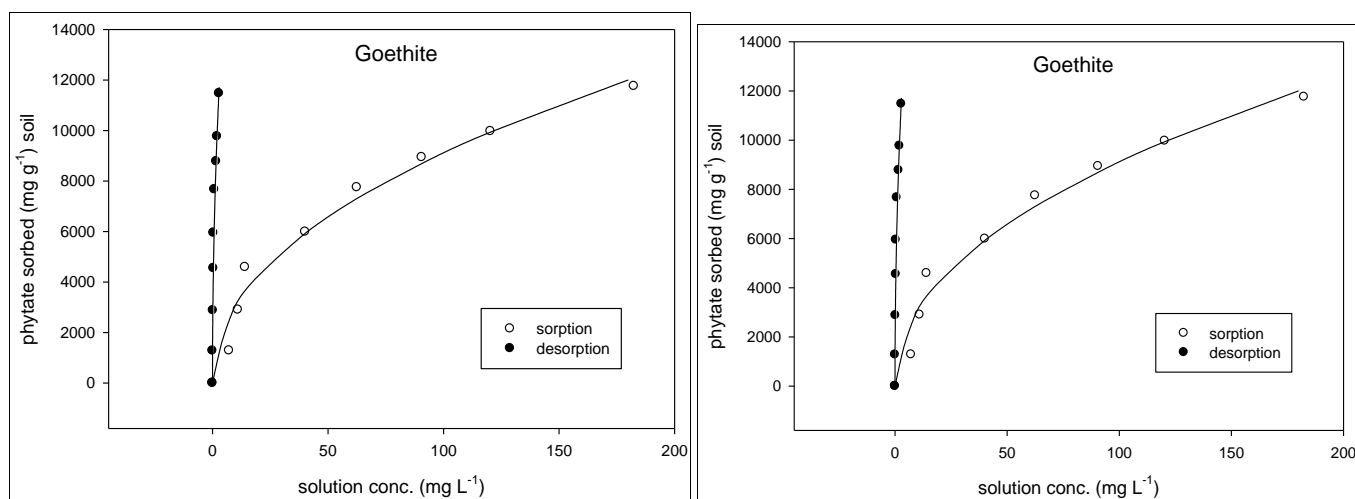 Goethite
phytate sorbed (mg g⁻¹) soil
14000
12000
10000
8000
6000
4000
2000
0
sorption
desorption
0
50
100
150
200
solution conc. (mg L⁻¹)
Goethite
phytate sorbed (mg g⁻¹) soil
14000
12000
10000
8000
6000
4000
2000
0
sorption
desorption
0
50
100
150
200
solution conc. (mg L⁻¹)